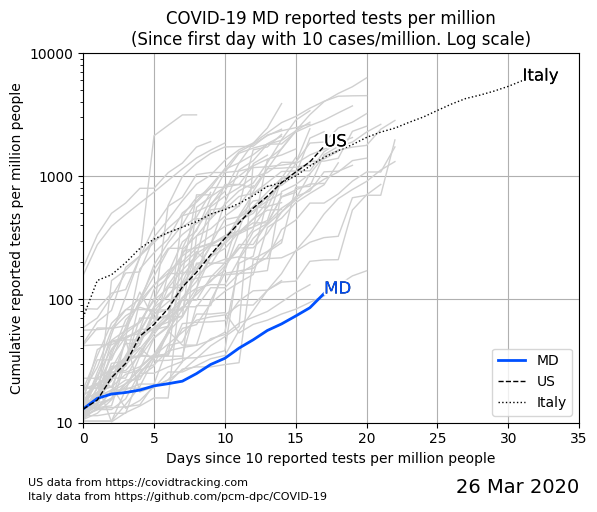 COVID-19 MD reported tests per million
(Since first day with 10 cases/million. Log scale)
Cumulative reported tests per million people
10000
1000
100
10
Italy
US
MD
MD
US
Italy
0 5 10 15 20 25 30 35
Days since 10 reported tests per million people
US data from https://covidtracking.com
Italy data from https://github.com/pcm-dpc/COVID-19
26 Mar 2020